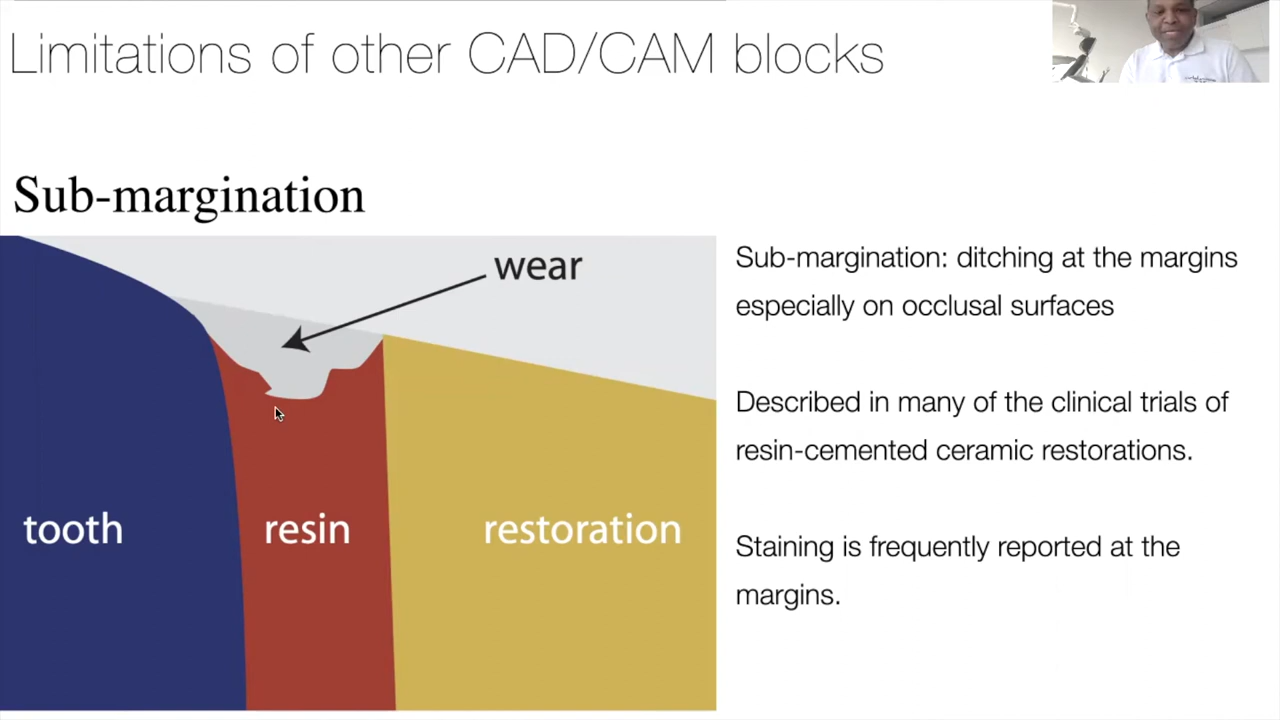 Limitations of other CAD/CAM blocks
Sub-margination
wear
tooth
resin
restoration
Sub-margination: ditching at the margins
especially on occlusal surfaces
Described in many of the clinical trials of
resin-cemented ceramic restorations.
Staining is frequently reported at the
margins.